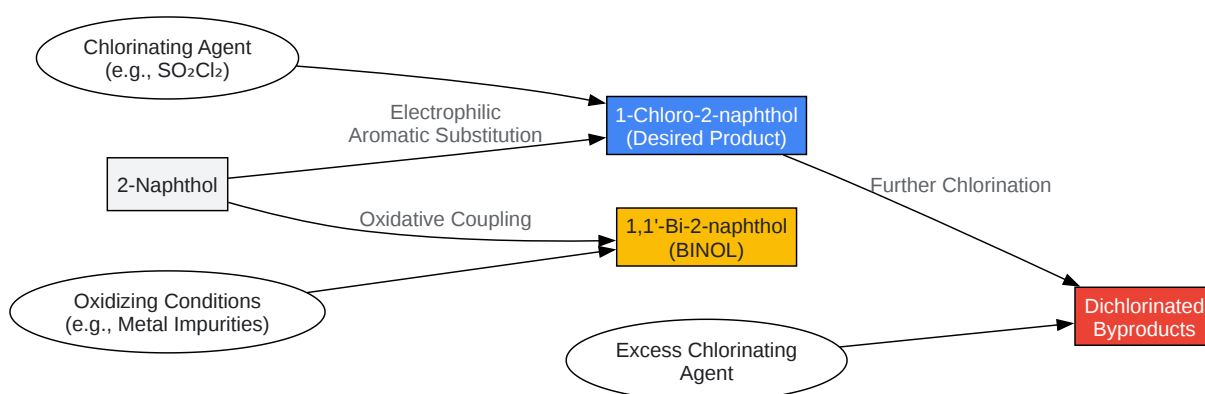 Chlorinating Agent
(e.g., SO₂Cl₂)
Electrophilic
Aromatic Substitution
1-Chloro-2-naphthol
(Desired Product)
2-Naphthol
Further Chlorination
Oxidative Coupling
1,1'-Bi-2-naphthol
(BINOL)
Oxidizing Conditions
(e.g., Metal Impurities)
Dichlorinated
Byproducts
Excess Chlorinating
Agent